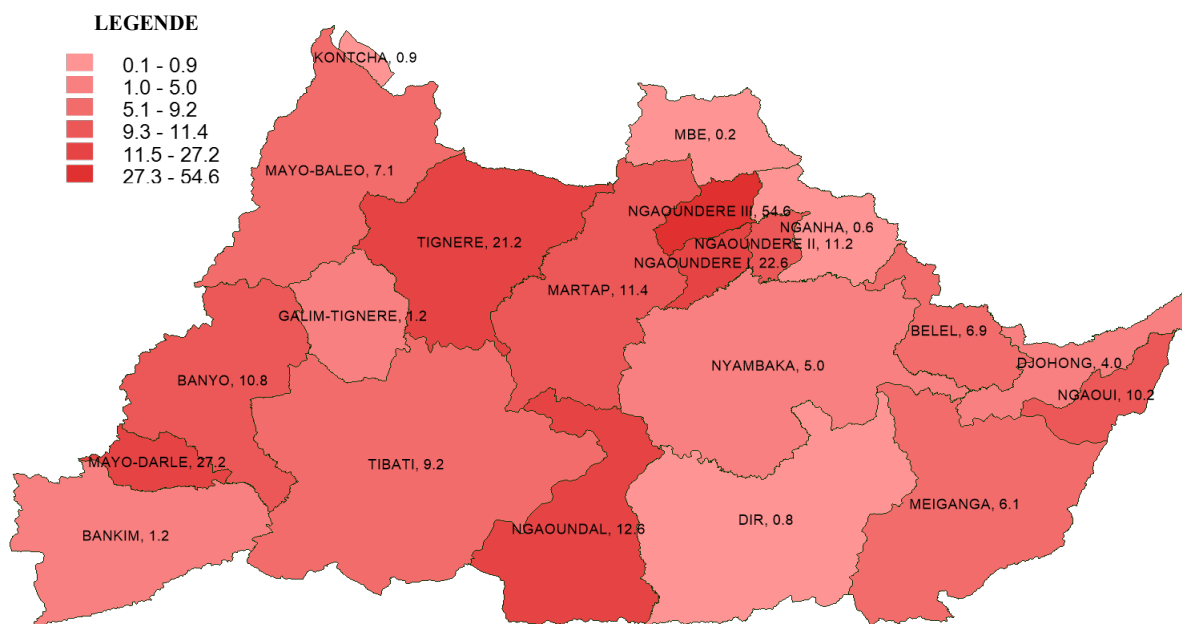 LEGENDE
0.1 - 0.9
1.0 - 5.0
5.1 - 9.2
9.3 - 11.4
11.5 - 27.2
27.3 - 54.6
KONTCHA, 0.9
MBE, 0.2
MAYO-BALEO, 7.1
NGAOUNDERE III, 54.6
NGANHA, 0.6
TIGNERE, 21.2
NGAOUNDERE II, 11.2
NGAOUNDERE I, 22.6
MARTAP, 11.4
GALIM-TIGNERE, 1.2
BELEL, 6.9
NYAMBAKA, 5.0
DJOHONG, 4.0
BANYO, 10.8
NGAOUI, 10.2
MAYO-DARLE, 27.2
TIBATI, 9.2
MEIGANGA, 6.1
DIR, 0.8
NGAOUNDAL, 12.6
BANKIM, 1.2